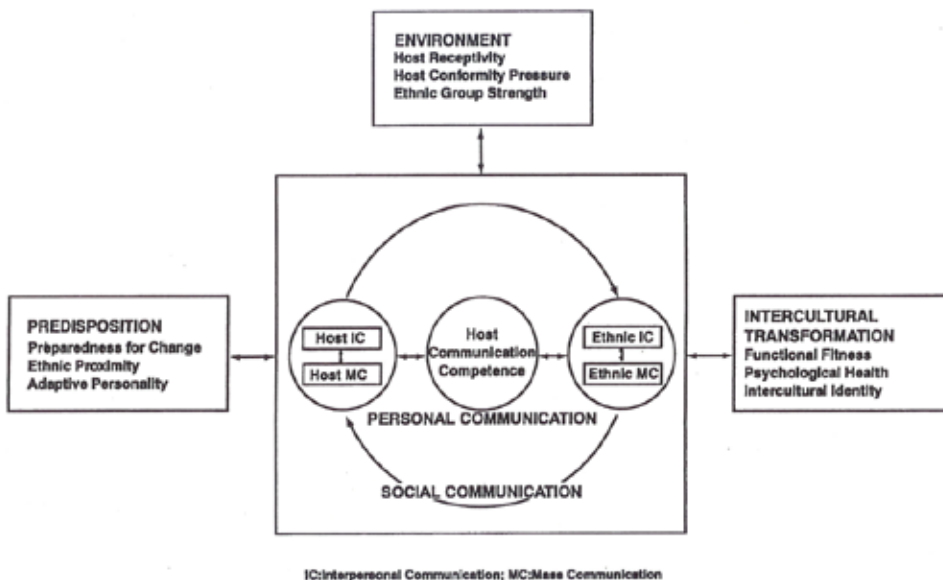 ENVIRONMENT
Host Receptivity
Host Conformity Pressure
Ethnic Group Strength
PREDISPOSITION
Preparedness for Change
Ethnic Proximity
Adaptive Personality
Host IC
Host MC
Host
Communication
Competence
Ethnic IC
Ethnic MC
PERSONAL COMMUNICATION
SOCIAL COMMUNICATION
INTERCULTURAL
TRANSFORMATION
Functional Fitness
Psychological Health
Intercultural Identity
IC:Interpersonal Communication; MC:Mass Communication